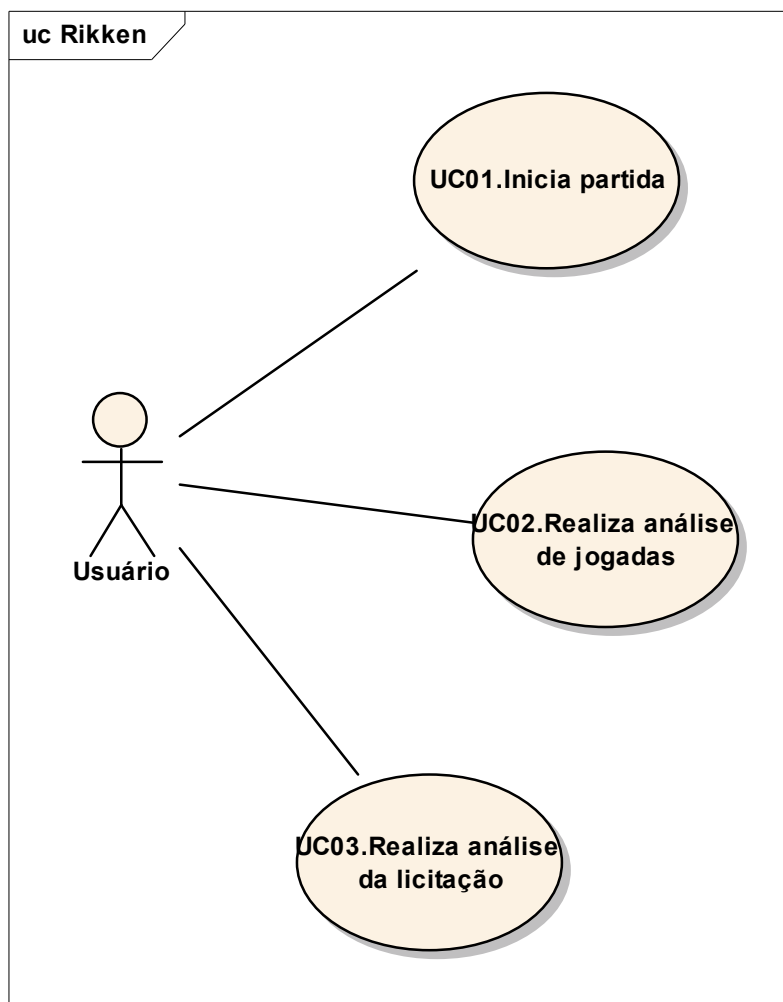 uc Rikken
UC01.Inicia partida
UC02.Realiza análise
de jogadas
Usuário
UC03.Realiza análise
da licitação